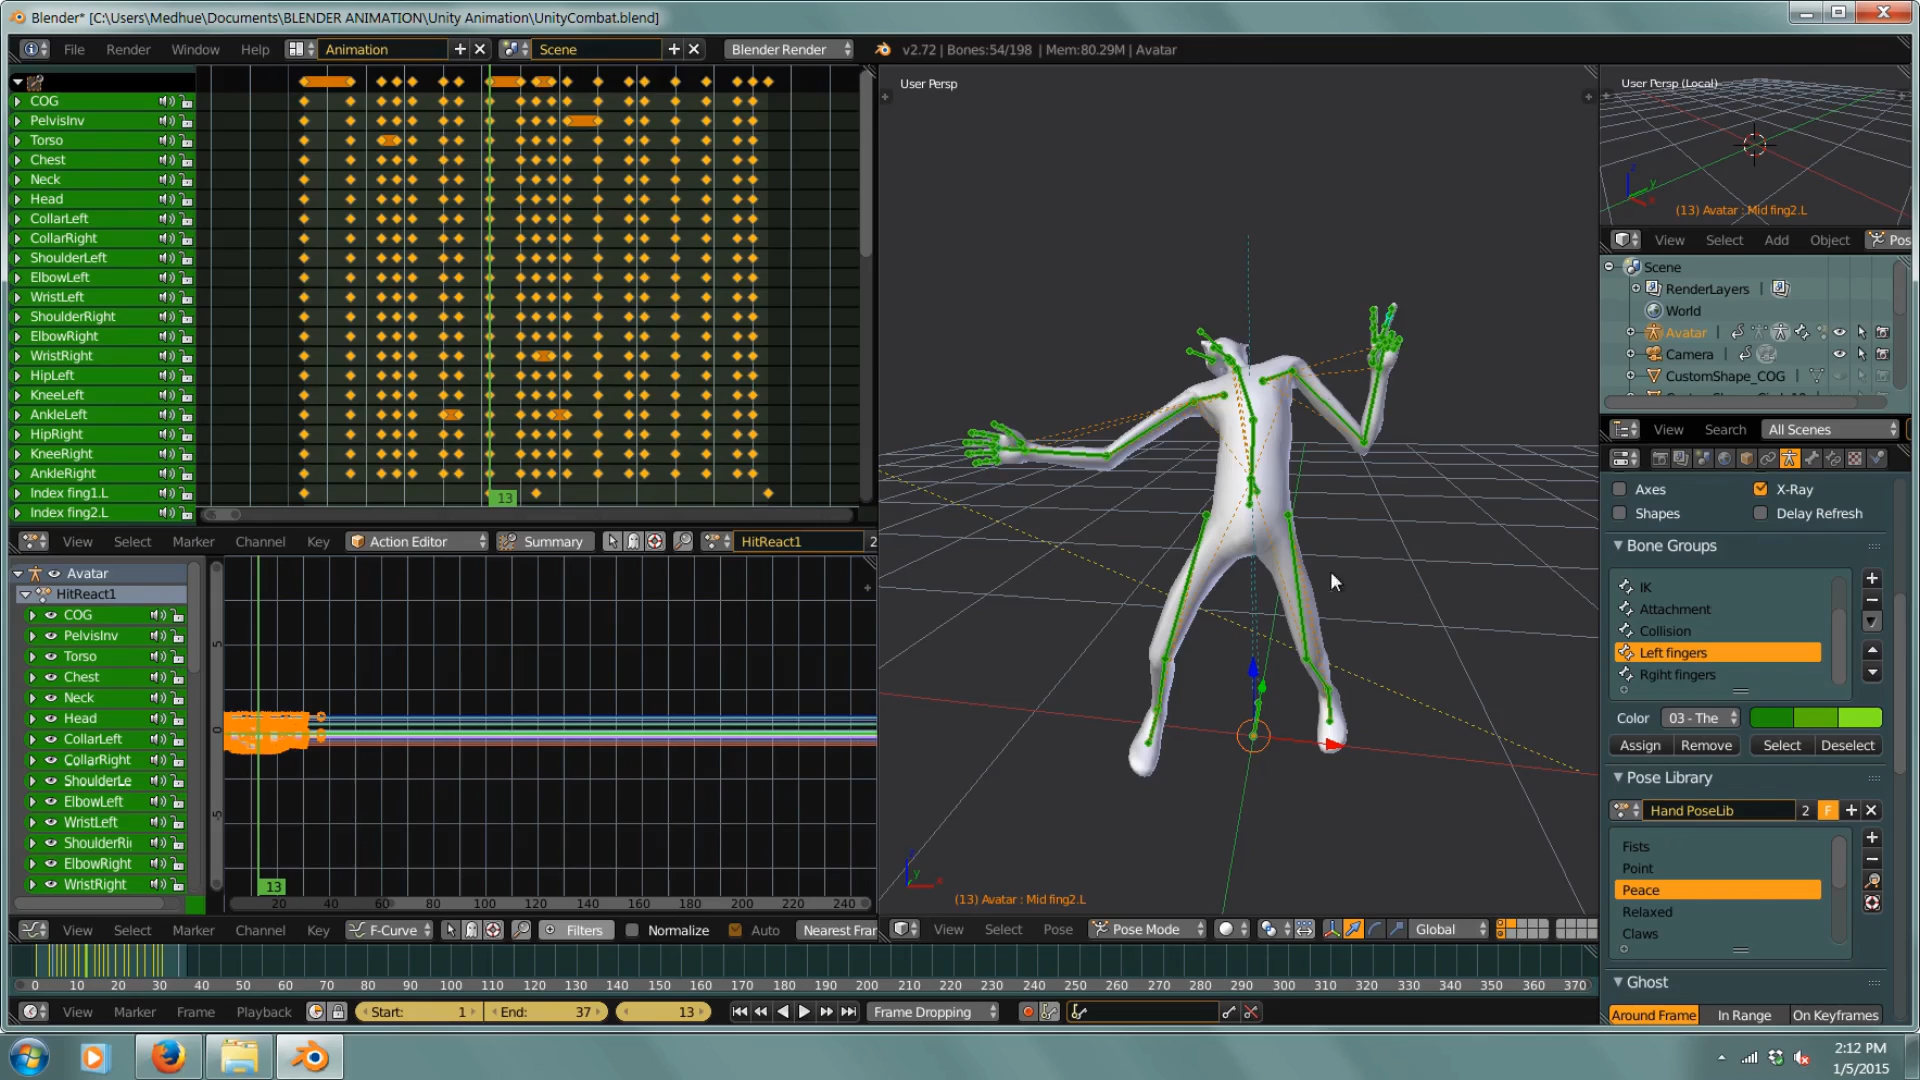 Blender* [C:\Users\Medhue\Documents\BLENDER ANIMATION\Unity Animation\UnityCombat.blend]
File Render Window Help Animation Scene Blender Render v2.72 | Bones:54/198 | Mem:80.29M | Avatar
COG
PelvisInv
Torso
Chest
Neck
Head
CollarLeft
CollarRight
ShoulderLeft
ElbowLeft
WristLeft
ShoulderRight
ElbowRight
WristRight
HipLeft
KneeLeft
AnkleLeft
HipRight
KneeRight
AnkleRight
Index fing1.L
Index fing2.L
13
View Select Marker Channel Key Action Editor Summary HitReact1 2
Avatar
HitReact1
COG
PelvisInv
Torso
Chest
Neck
Head
CollarLeft
CollarRight
ShoulderLe
ElbowLeft
WristLeft
ShoulderRi
ElbowRight
WristRight
5
0
-5
13
20 40 60 80 100 120 140 160 180 200 220 240
View Select Marker Channel Key F-Curve Filters Normalize Auto Nearest Fran
User Persp
(13) Avatar : Mid fing2.L
View Select Pose Pose Mode Global
User Persp (Local)
(13) Avatar : Mid fing2.L
View Select Add Object Pos
Scene
RenderLayers
World
Avatar
Camera
CustomShape_COG
View Search All Scenes
Axes X-Ray
Shapes Delay Refresh
Bone Groups
IK
Attachment
Collision
Left fingers
Rgiht fingers
Color 03 - The
Assign Remove Select Deselect
Pose Library
Hand PoseLib 2 F
Fists
Point
Peace
Relaxed
Claws
Ghost
Around Frame In Range On Keyframes
0 10 20 30 40 50 60 70 80 90 100 110 120 130 140 150 160 170 180 190 200 210 220 230 240 250 260 270 280 290 300 310 320 330 340 350 360 370
View Marker Frame Playback Start: 1 End: 37 13 Frame Dropping
2:12 PM
1/5/2015